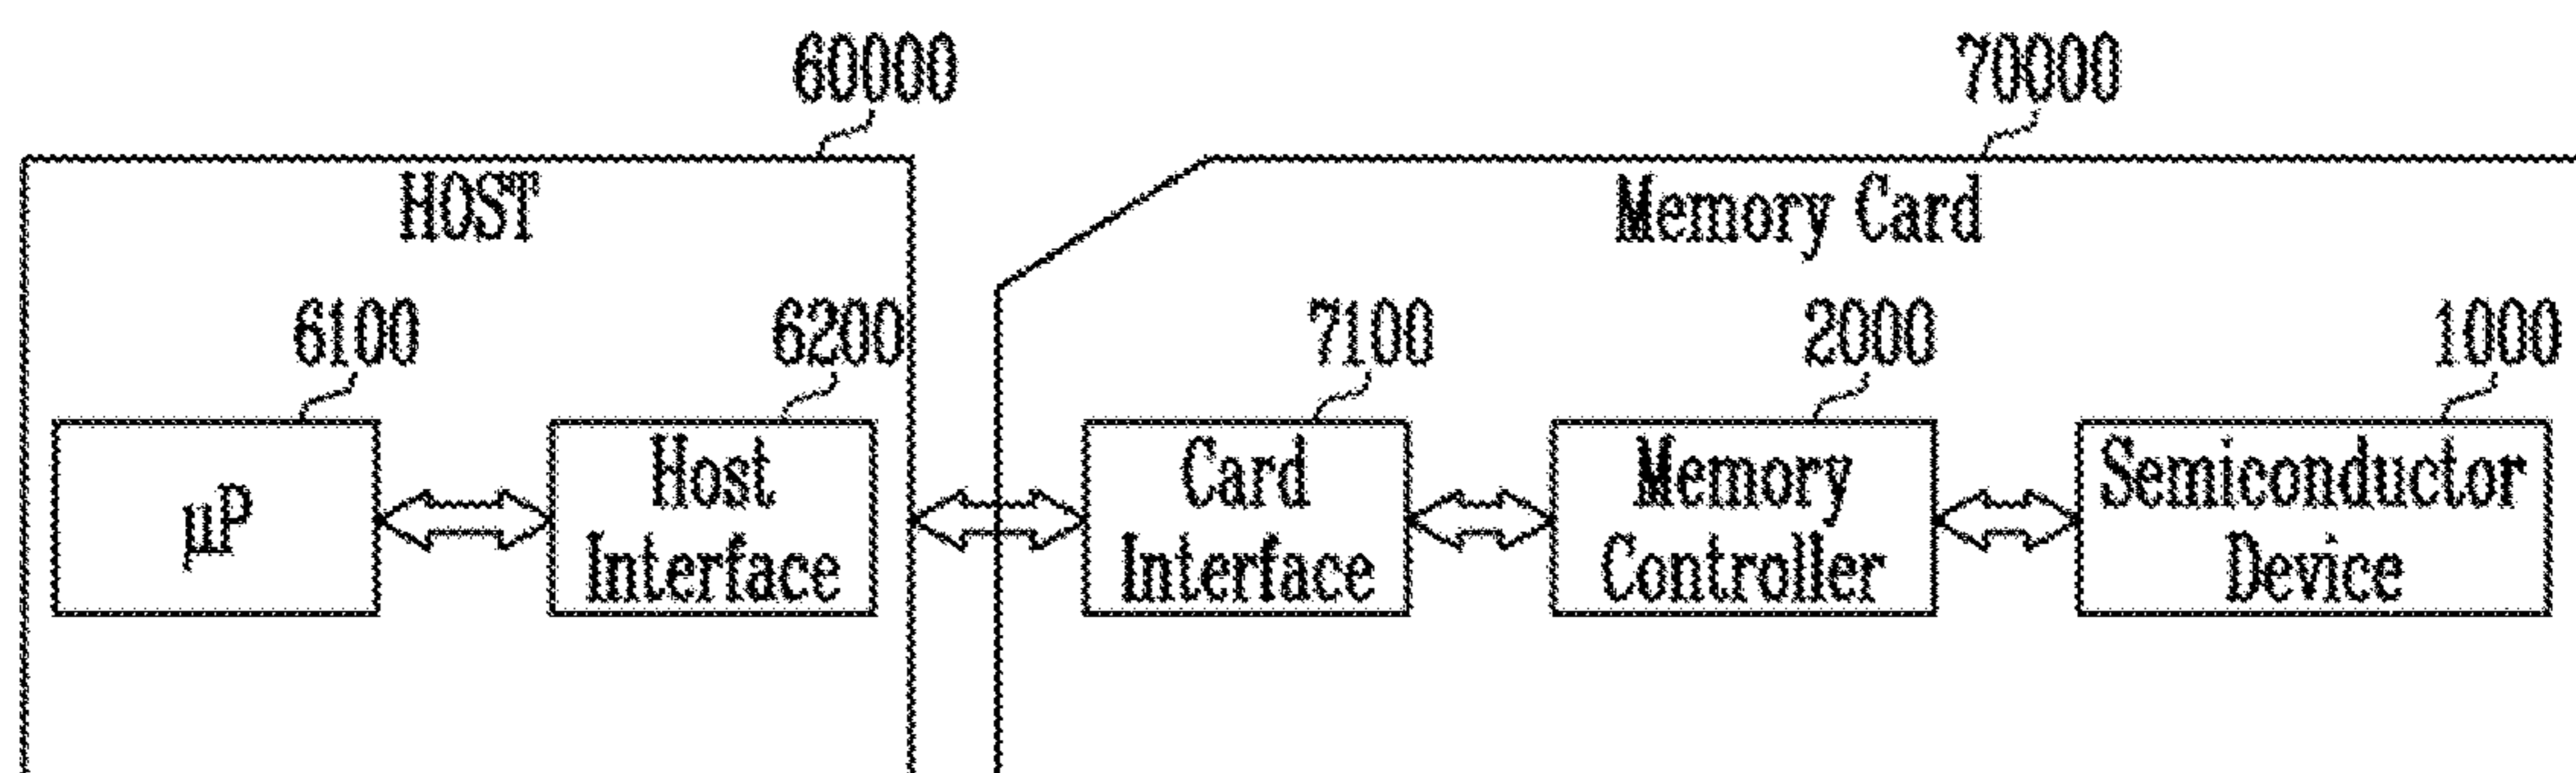 60000
70000
HOST
Memory Card
6100
6200
7100
2000
1000
μP
Host
Interface
Card
Interface
Memory
Controller
Semiconductor
Device